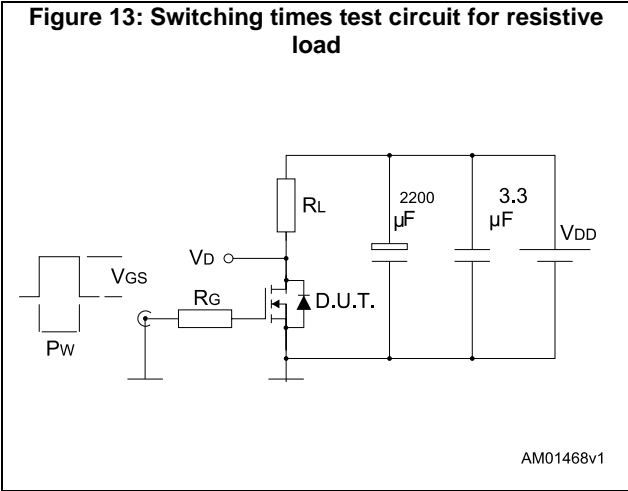 Figure 13: Switching times test circuit for resistive
load
2200
μF
3.3
μF
VDD
RL
VD
VGS
RG
D.U.T.
PW
AM01468v1